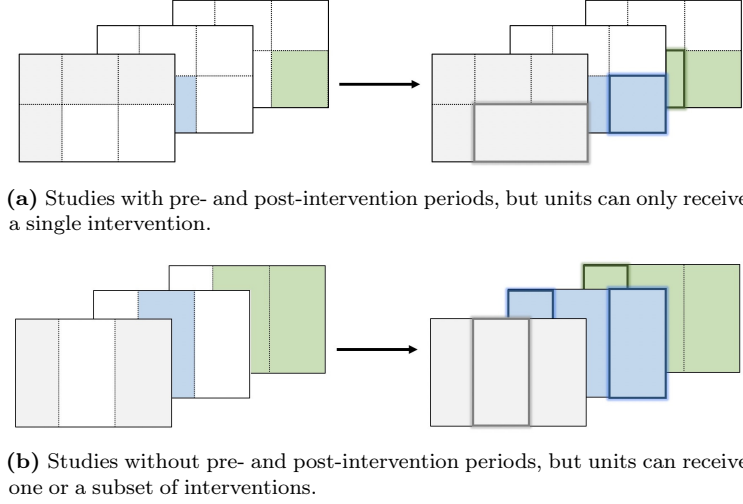 (a) Studies with pre- and post-intervention periods, but units can only receive
a single intervention.
(b) Studies without pre- and post-intervention periods, but units can receive
one or a subset of interventions.